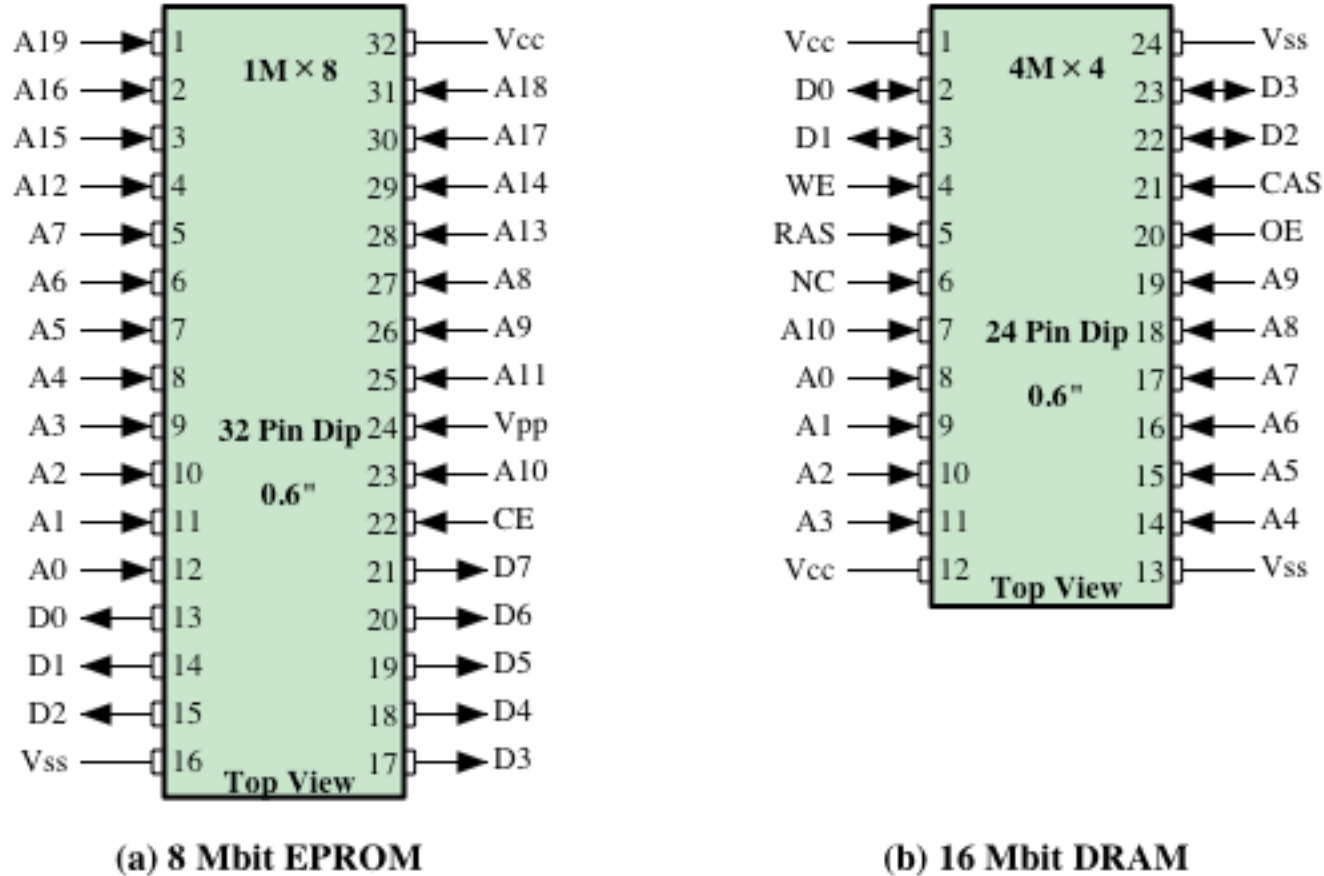 A19 1 32 Vcc
1M × 8
A16 2 31 A18
A15 3 30 A17
A12 4 29 A14
A7 5 28 A13
A6 6 27 A8
A5 7 26 A9
A4 8 25 A11
A3 9 32 Pin Dip 24 Vpp
A2 10 23 A10
0.6"
A1 11 22 CE
A0 12 21 D7
D0 13 20 D6
D1 14 19 D5
D2 15 18 D4
Vss 16 17 D3
Top View
(a) 8 Mbit EPROM
Vcc 1 24 Vss
4M × 4
D0 2 23 D3
D1 3 22 D2
WE 4 21 CAS
RAS 5 20 OE
NC 6 19 A9
A10 7 24 Pin Dip 18 A8
A0 8 17 A7
0.6"
A1 9 16 A6
A2 10 15 A5
A3 11 14 A4
Vcc 12 13 Vss
Top View
(b) 16 Mbit DRAM